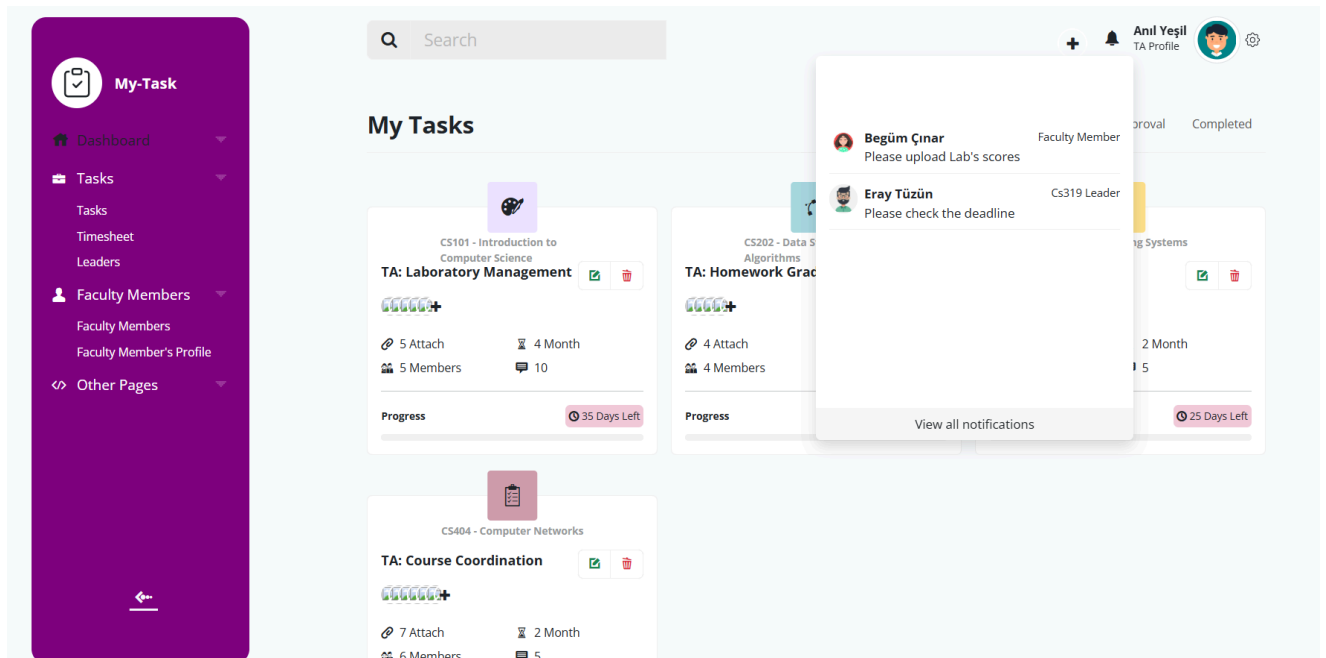 My-Task
Dashboard
Tasks
Tasks
Timesheet
Leaders
Faculty Members
Faculty Members
Faculty Member's Profile
Other Pages
Search
Anıl Yeşil
TA Profile
My Tasks
Completed
Begüm Çınar
Faculty Member
Please upload Lab's scores
Eray Tüzün
Cs319 Leader
Please check the deadline
View all notifications
CS101 - Introduction to
Computer Science
TA: Laboratory Management
5 Attach
4 Month
5 Members
10
Progress
35 Days Left
CS202 - Data S
Algorithms
TA: Homework Grad
4 Attach
4 Members
Progress
Systems
2 Month
5
25 Days Left
CS404 - Computer Networks
TA: Course Coordination
7 Attach
2 Month
6 Members
5